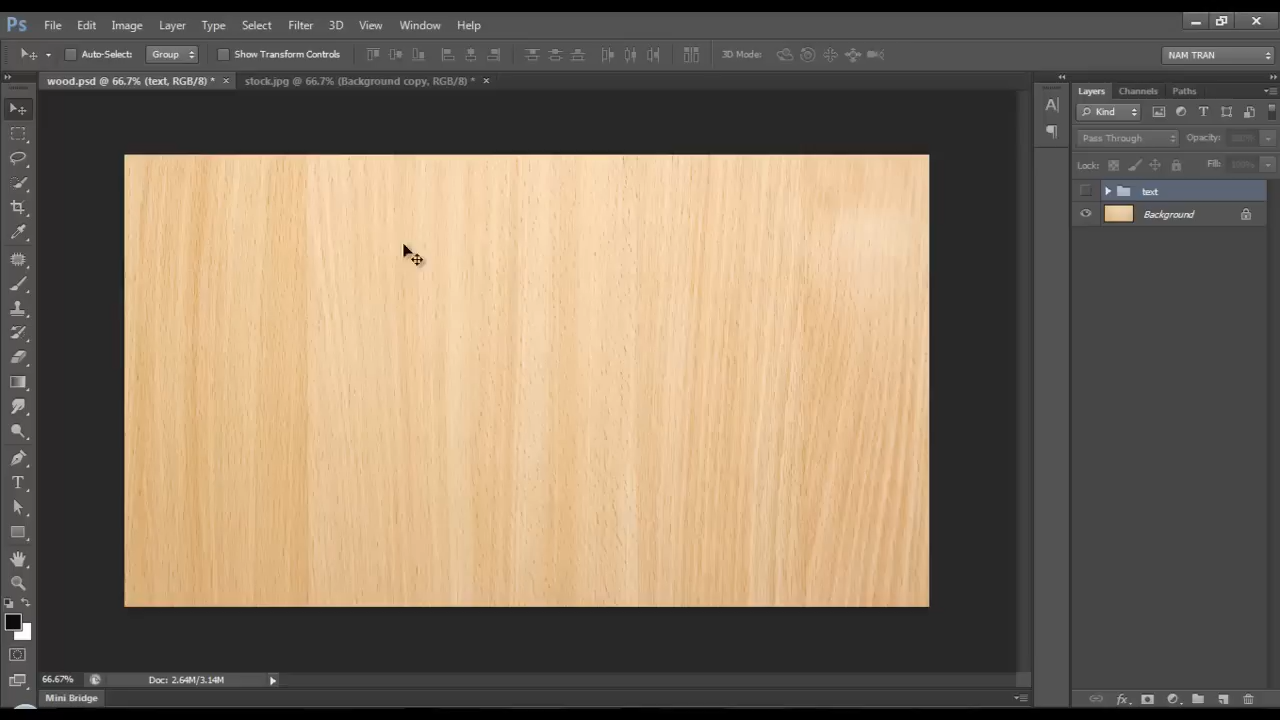 Ps File Edit Image Layer Type Select Filter 3D View Window Help
Auto-Select: Group Show Transform Controls 3D Mode: NAM TRAN
wood.psd @ 66.7% (text, RGB/8) * × stock.jpg @ 66.7% (Background copy, RGB/8) * ×
Layers Channels Paths
Kind
Pass Through Opacity: 100%
Lock: Fill: 100%
text
Background
66.67% Doc: 2.64M/3.14M
Mini Bridge